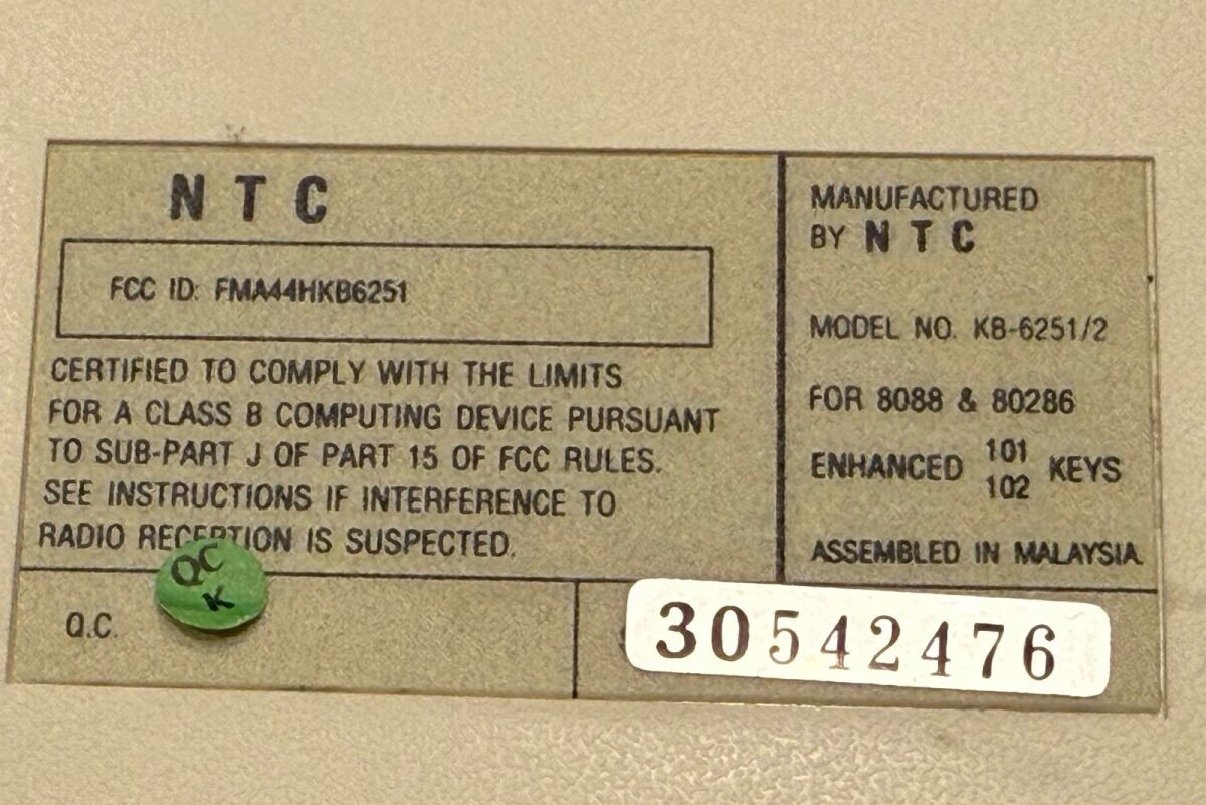 NTC
FCC ID: FMA44HKB6251
CERTIFIED TO COMPLY WITH THE LIMITS
FOR A CLASS B COMPUTING DEVICE PURSUANT
TO SUB-PART J OF PART 15 OF FCC RULES.
SEE INSTRUCTIONS IF INTERFERENCE TO
RADIO RECEPTION IS SUSPECTED.
Q.C.
QC
K
MANUFACTURED
BY NTC
MODEL NO. KB-6251/2
FOR 8088 & 80286
ENHANCED 101 KEYS
102
ASSEMBLED IN MALAYSIA
30542476